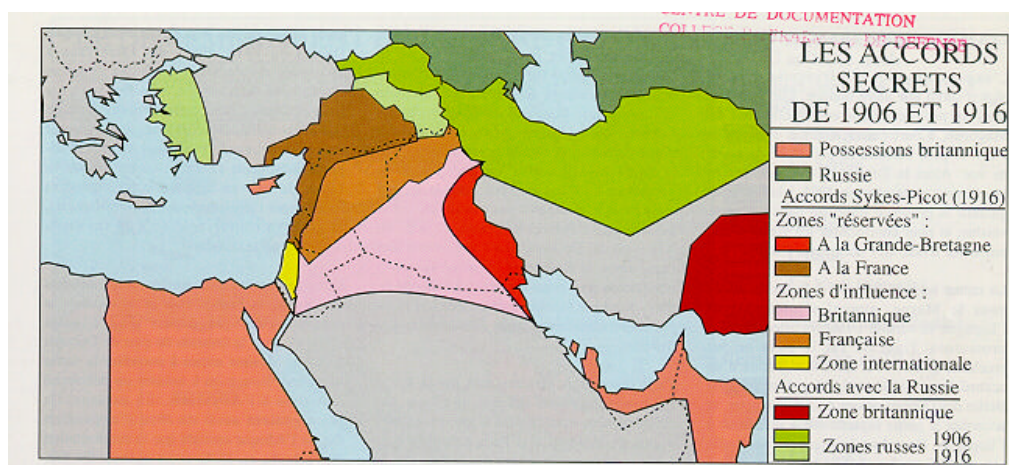 CENTRE DE DOCUMENTATION
DE DEFENSE
LES ACCORDS
SECRETS
DE 1906 ET 1916
Possessions britannique
Russie
Accords Sykes-Picot (1916)
Zones "réservées" :
A la Grande-Bretagne
A la France
Zones d'influence :
Britannique
Française
Zone internationale
Accords avec la Russie
Zone britannique
Zones russes 1906
1916